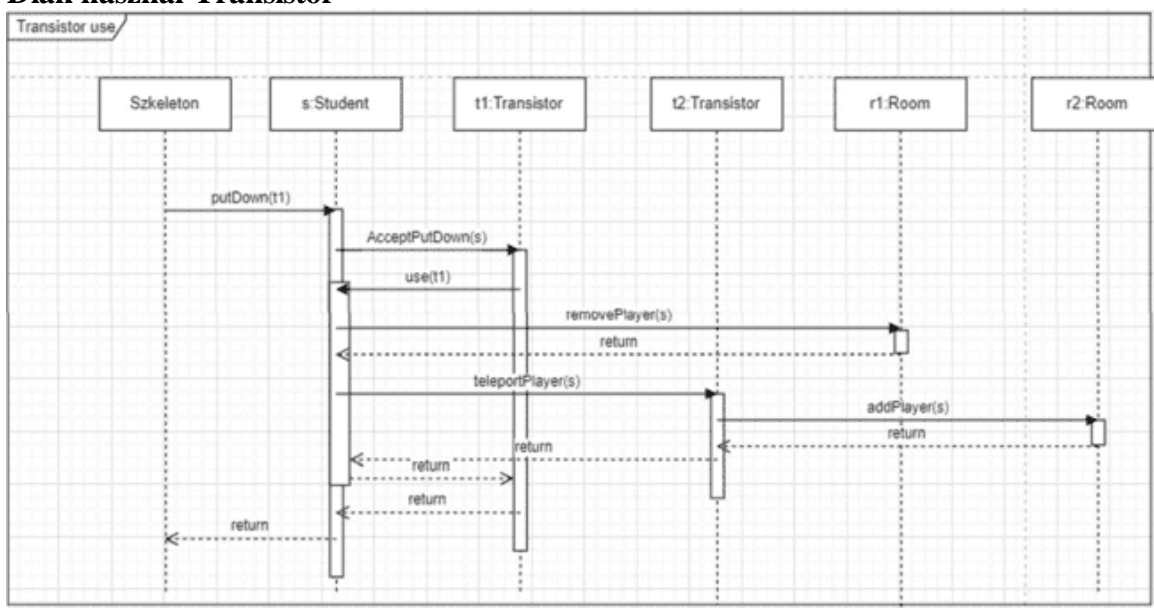 Diák használ Transistor
Transistor use
Szkeleton
s:Student
t1:Transistor
t2:Transistor
r1:Room
r2:Room
putDown(t1)
AcceptPutDown(s)
use(t1)
removePlayer(s)
return
teleportPlayer(s)
addPlayer(s)
return
return
return
return
return